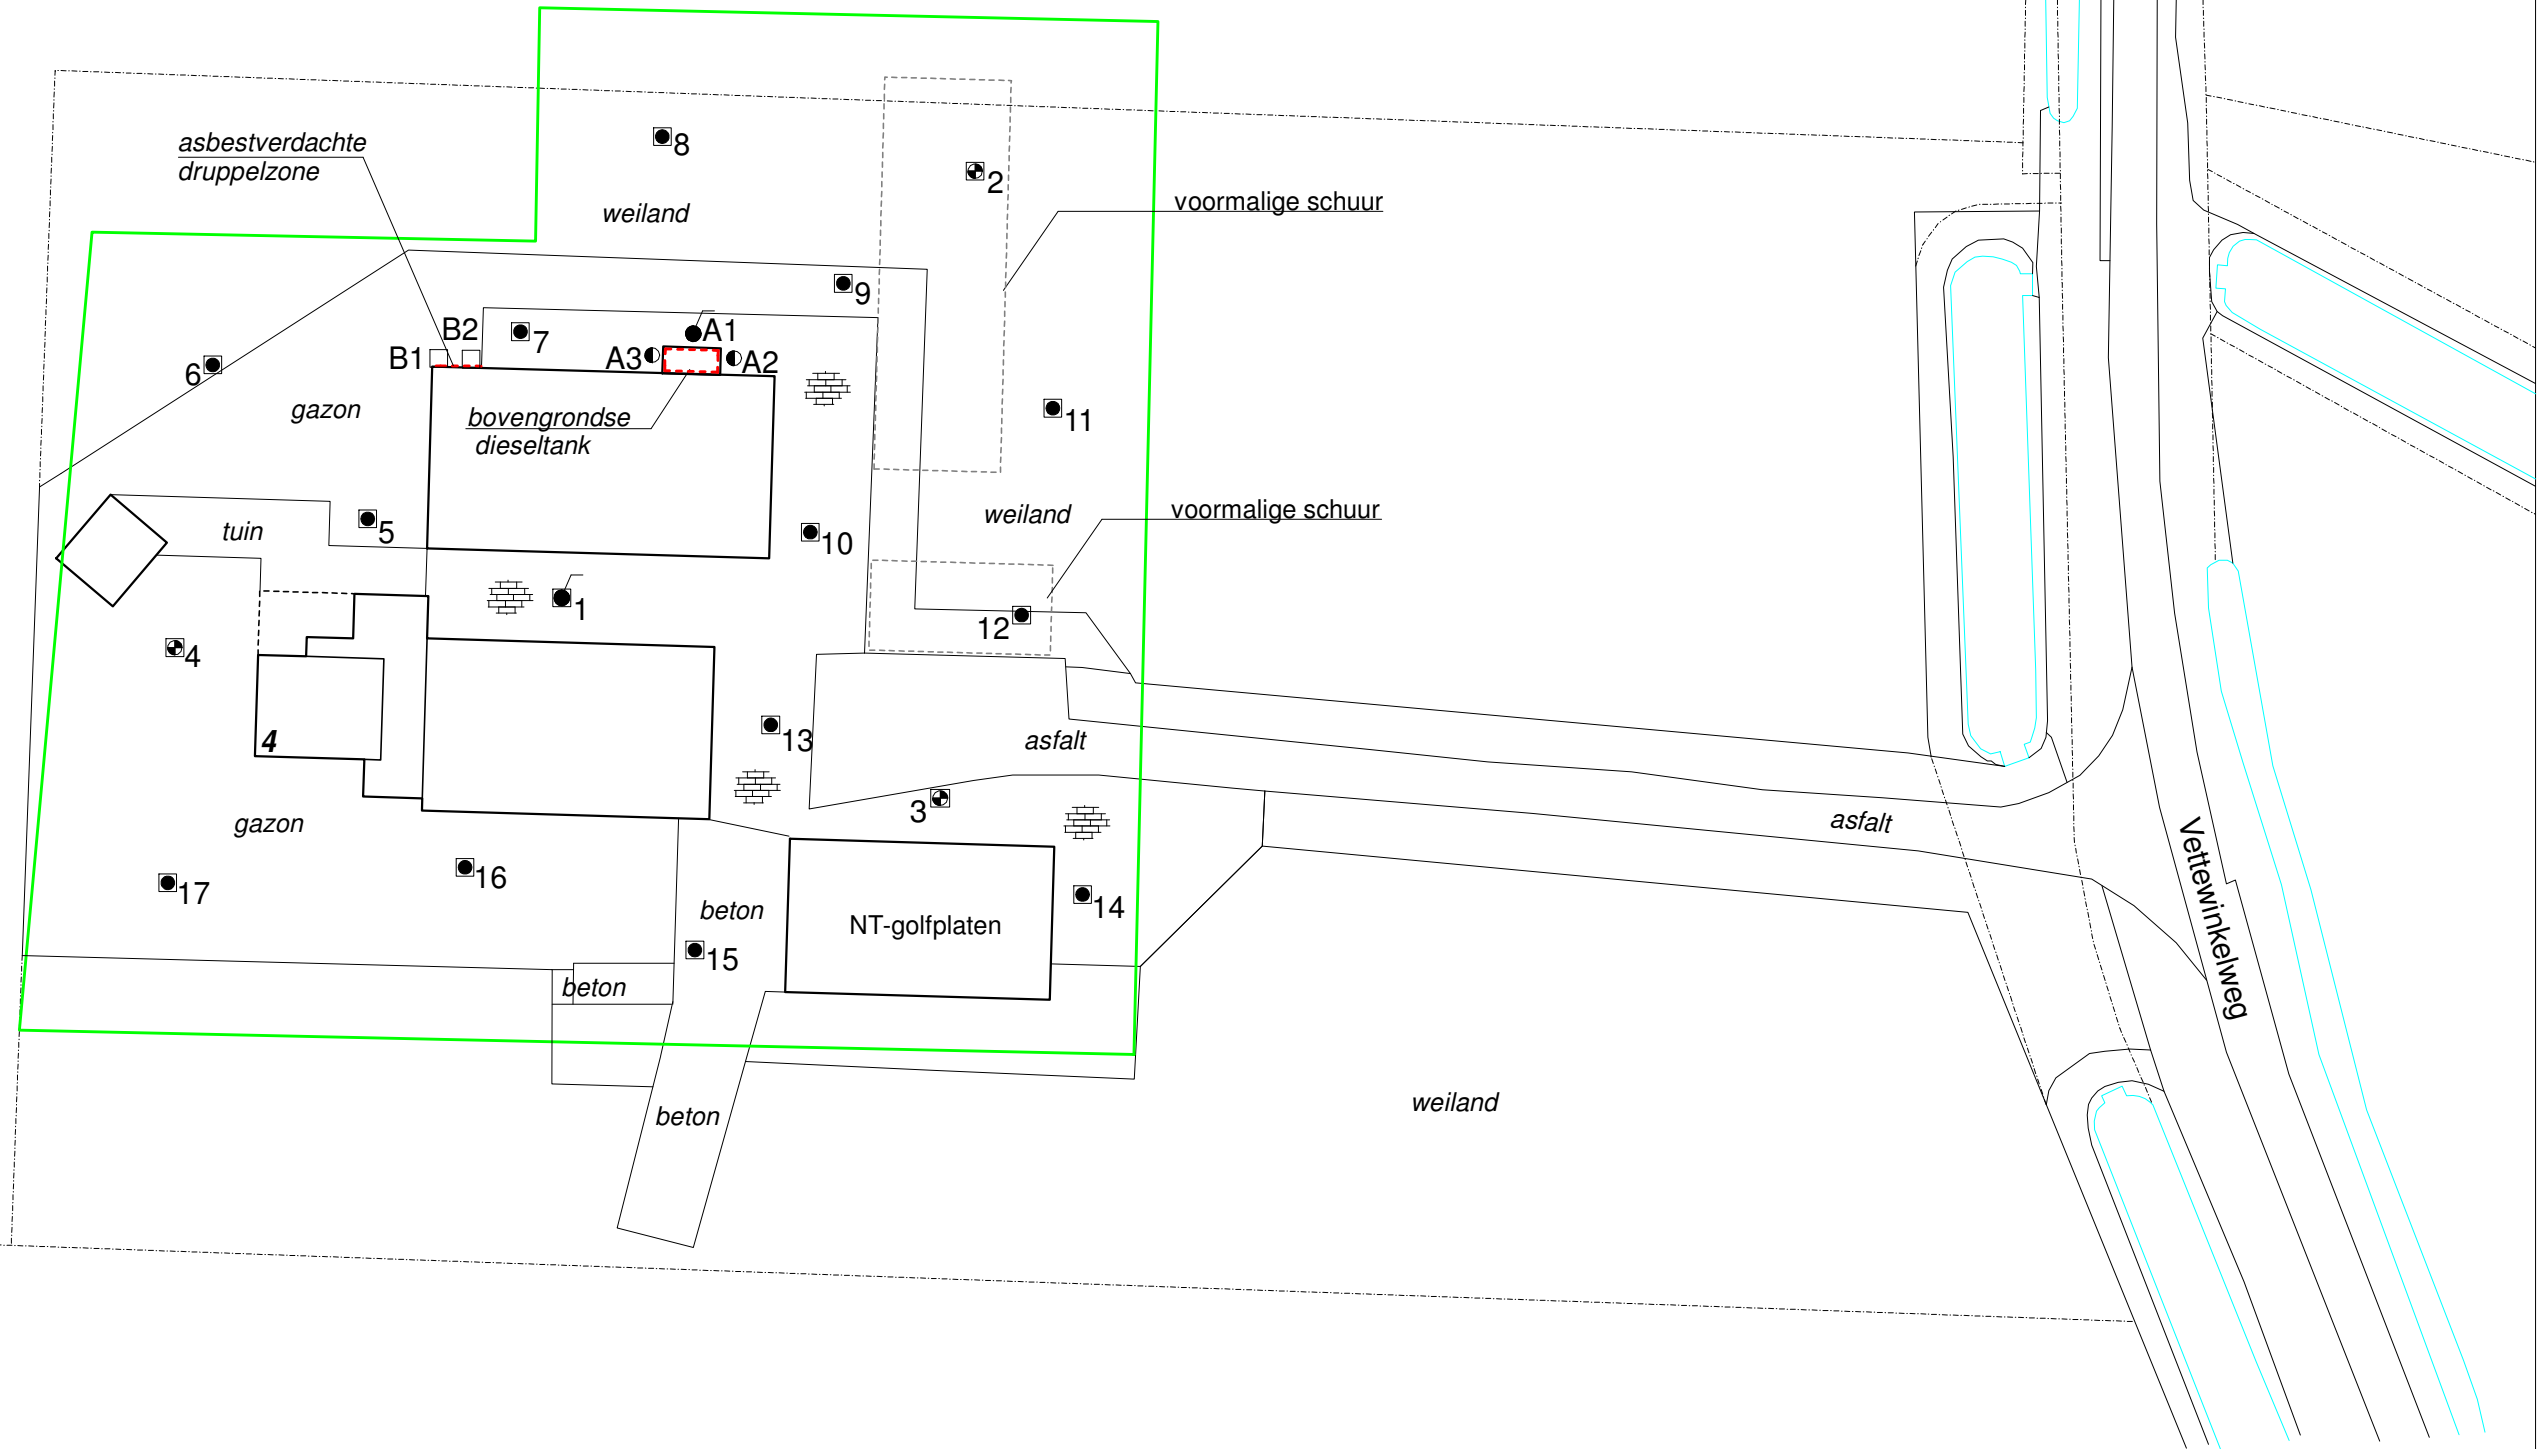 asbestverdachte
druppelzone
8
2
weiland
voormalige schuur
9
B2
7
A1
B1
A3
A2
6
gazon
bovengrondse
dieseltank
11
weiland
voormalige schuur
tuin
5
10
1
12
4
4
13
asfalt
3
asfalt
gazon
Vettewinkelweg
17
16
beton
NT-golfplaten
14
15
beton
beton
weiland